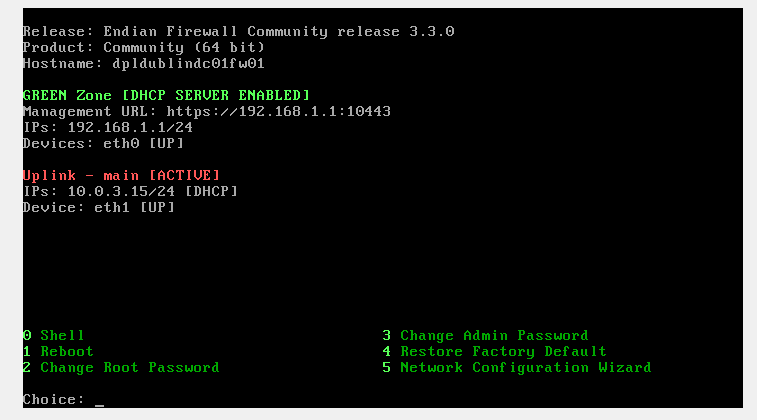 Release: Endian Firewall Community release 3.3.0
Product: Community (64 bit)
Hostname: dpldublindc01fw01
GREEN Zone [DHCP SERVER ENABLED]
Management URL: https://192.168.1.1:10443
IPs: 192.168.1.1/24
Devices: eth0 [UP]
Uplink - main [ACTIVE]
IPs: 10.0.3.15/24 [DHCP]
Device: eth1 [UP]
0 Shell
1 Reboot
2 Change Root Password
3 Change Admin Password
4 Restore Factory Default
5 Network Configuration Wizard
Choice: _